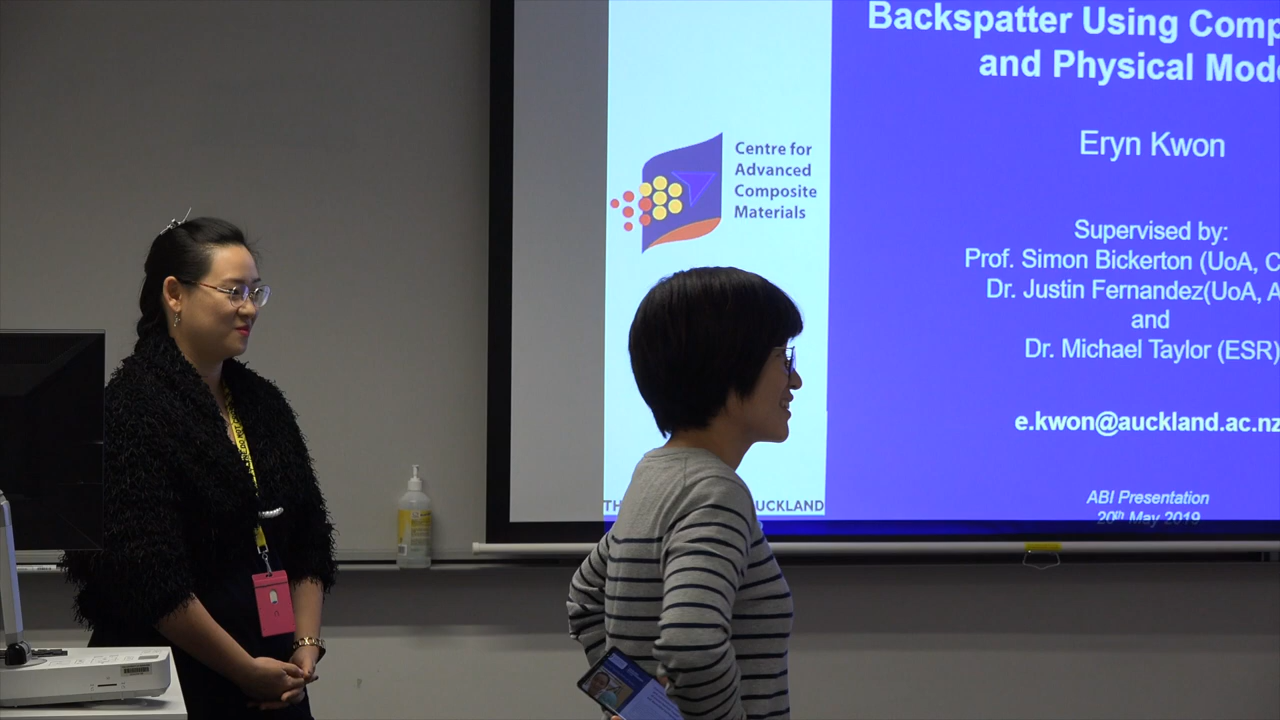 Backspatter Using Comp
and Physical Mod
Eryn Kwon
Supervised by:
Prof. Simon Bickerton (UoA, C
Dr. Justin Fernandez(UoA, A
and
Dr. Michael Taylor (ESR)
e.kwon@auckland.ac.nz
ABI Presentation
20th May 2019
Centre for
Advanced
Composite
Materials
TH
UCKLAND